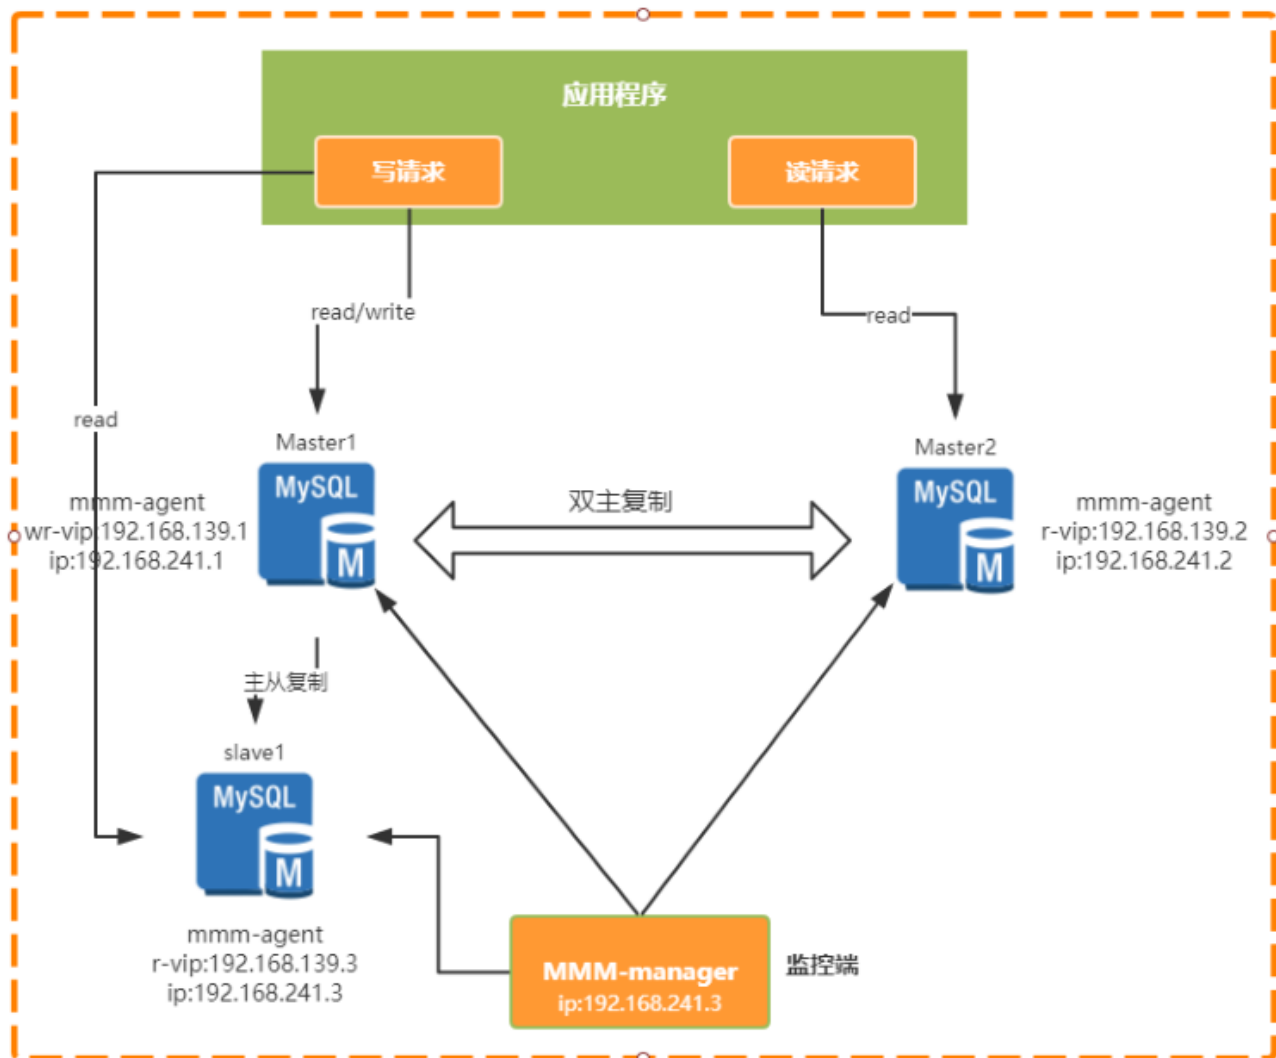 应用程序
写请求
读请求
read/write
read
read
Master1
MySQL
M
mmm-agent
wr-vip:192.168.139.1
ip:192.168.241.1
双主复制
Master2
MySQL
M
mmm-agent
r-vip:192.168.139.2
ip:192.168.241.2
主从复制
slave1
MySQL
M
mmm-agent
r-vip:192.168.139.3
ip:192.168.241.3
MMM-manager
ip:192.168.241.3
监控端